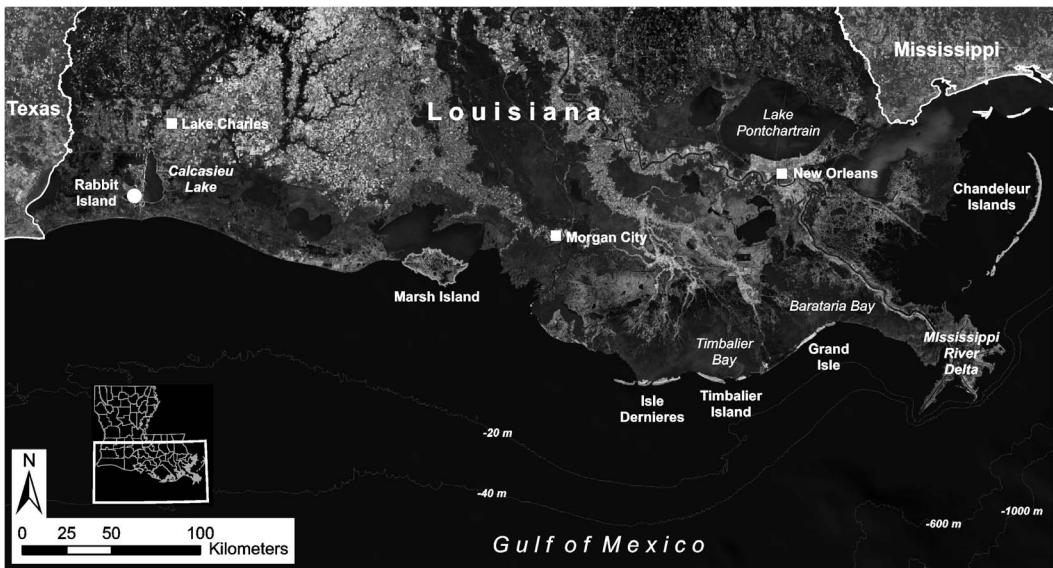 Mississippi
Texas
Louisiana
Lake Charles
Lake
Pontchartrain
Calcasieu
Lake
Rabbit
Island
New Orleans
Chandeleur
Islands
Morgan City
Marsh Island
Barataria Bay
Timbalier
Bay
Grand
Isle
MIssissippi
River
Delta
Isle
Dernieres
Timbalier
Island
-20 m
-40 m
-600 m
-1000 m
N
0 25 50 100
Kilometers
Gulf of Mexico